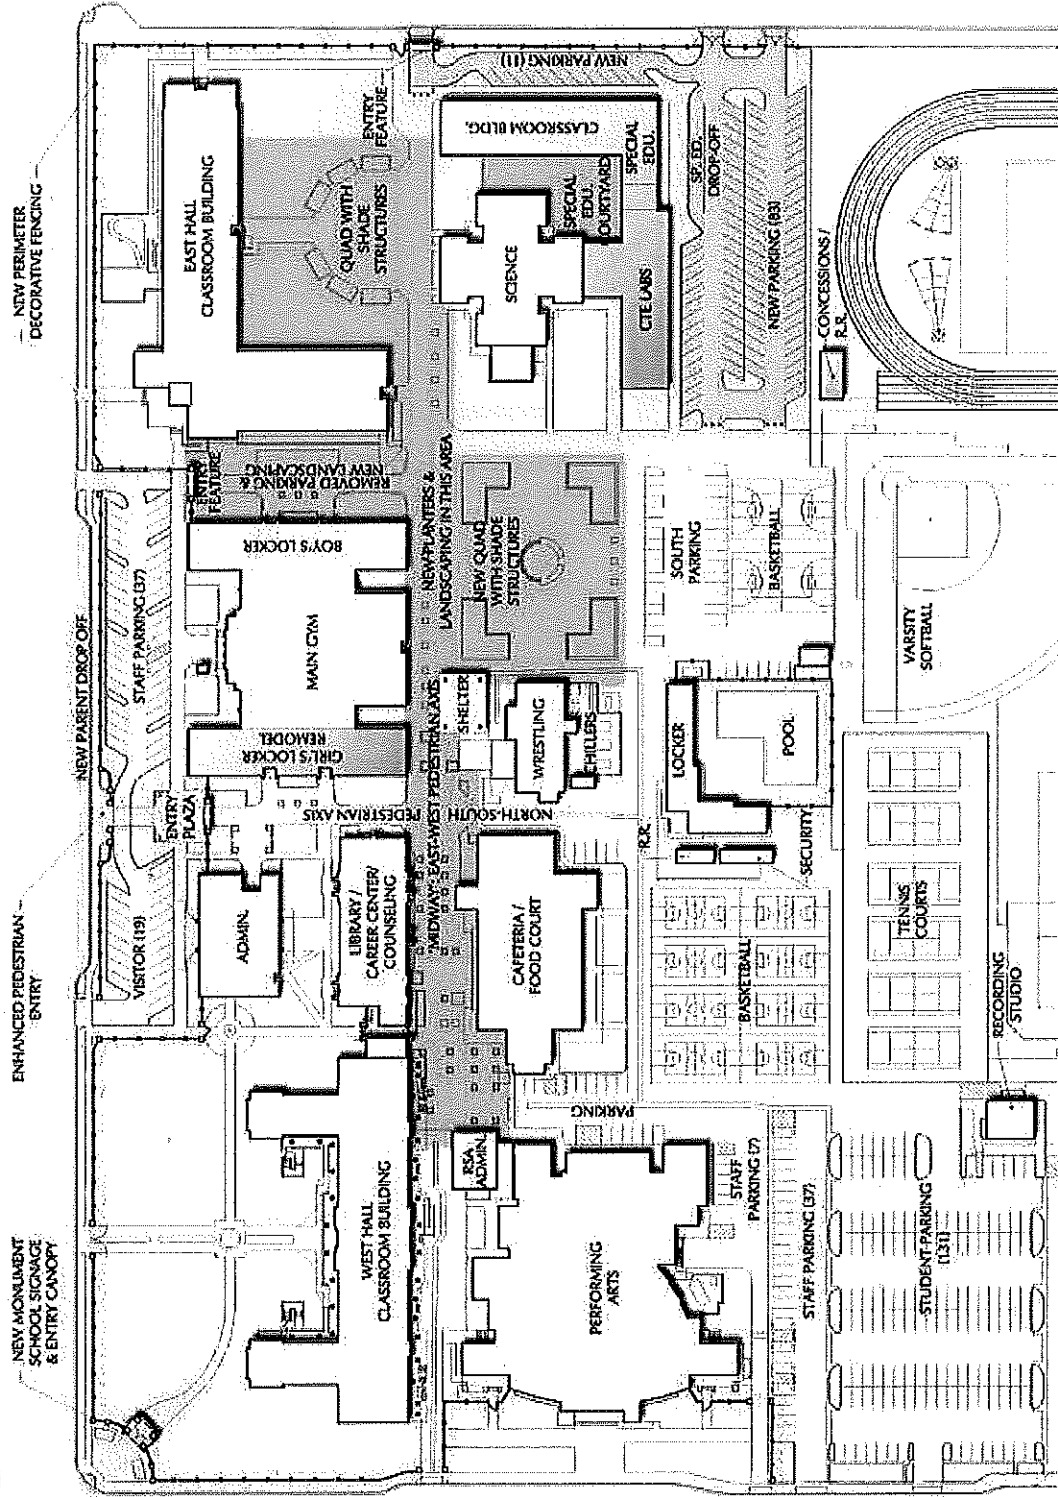 NEW MONUMENT
SCHOOL SIGNAGE
& ENTRY CANOPY
ENHANCED PEDESTRIAN
ENTRY
NEW PERIMETER
DECORATIVE FENCING
NEW PARENT DROP OFF
VISITOR (19)
STAFF PARKING (37)
ENTRY
PLAZA
ENTRY
FEATURE
EAST HALL
CLASSROOM BUILDING
ADMIN.
LIBRARY /
CAREER CENTER/
COUNSELING
GIRL'S LOCKER
REMODEL
MAIN GYM
BOY'S LOCKER
REMOVED PARKING &
NEW LANDSCAPING
QUAD WITH
SHADE
STRUCTURES
ENTRY
FEATURE
WEST HALL
CLASSROOM BUILDING
MIDWAY: EAST-WEST PEDESTRIAN AXIS
NORTH-SOUTH
PEDESTRIAN AXIS
NEW PLANTERS &
LANDSCAPING IN THIS AREA
NEW PARKING (11)
RSA
ADMIN.
CAFETERIA /
FOOD COURT
SHELTER
WRESTLING
CHILLERS
NEW QUAD
WITH SHADE
STRUCTURES
SCIENCE
CLASSROOM BLDG.
SPECIAL
EDU.
COURTYARD
SPECIAL
EDU.
CTE LABS
SP. ED.
DROP-OFF
PERFORMING
ARTS
PARKING
R.R.
LOCKER
POOL
SOUTH
PARKING
BASKETBALL
NEW PARKING (83)
STAFF
PARKING (7)
BASKETBALL
SECURITY
CONCESSIONS /
R.R.
STAFF PARKING (37)
STUDENT PARKING
(131)
TENNIS
COURTS
VARSITY
SOFTBALL
RECORDING
STUDIO